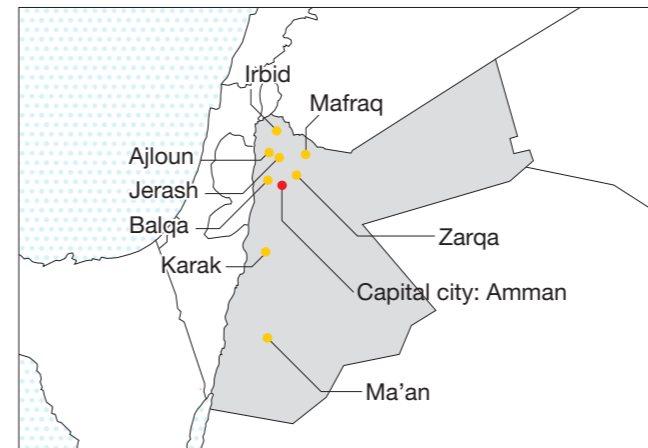 Irbid
Mafraq
Ajloun
Jerash
Balqa
Zarqa
Karak
Capital city: Amman
Ma’an